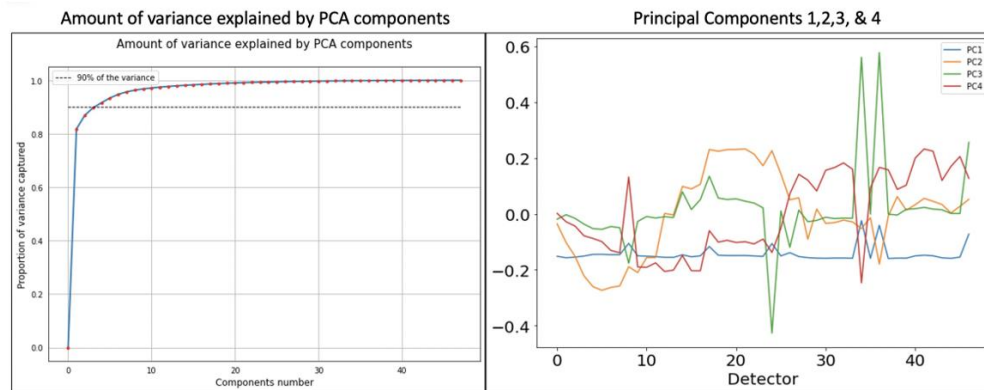 Amount of variance explained by PCA components
Amount of variance explained by PCA components
90% of the variance
1.0
0.8
0.6
0.4
0.2
0.0
Proportion of variance captured
0 10 20 30 40
Components number
Principal Components 1,2,3, & 4
PC1
PC2
PC3
PC4
0.6
0.4
0.2
0.0
−0.2
−0.4
0 10 20 30 40
Detector